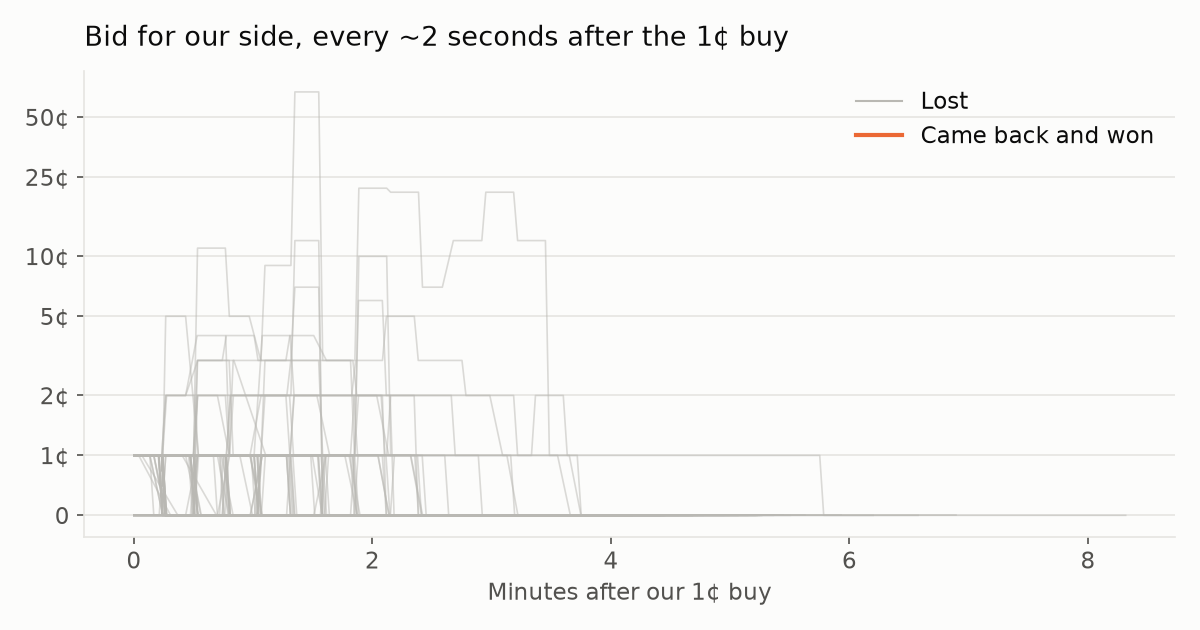 Bid for our side, every ~2 seconds after the 1¢ buy
Lost
Came back and won
50¢
25¢
10¢
5¢
2¢
1¢
0
0 2 4 6 8
Minutes after our 1¢ buy